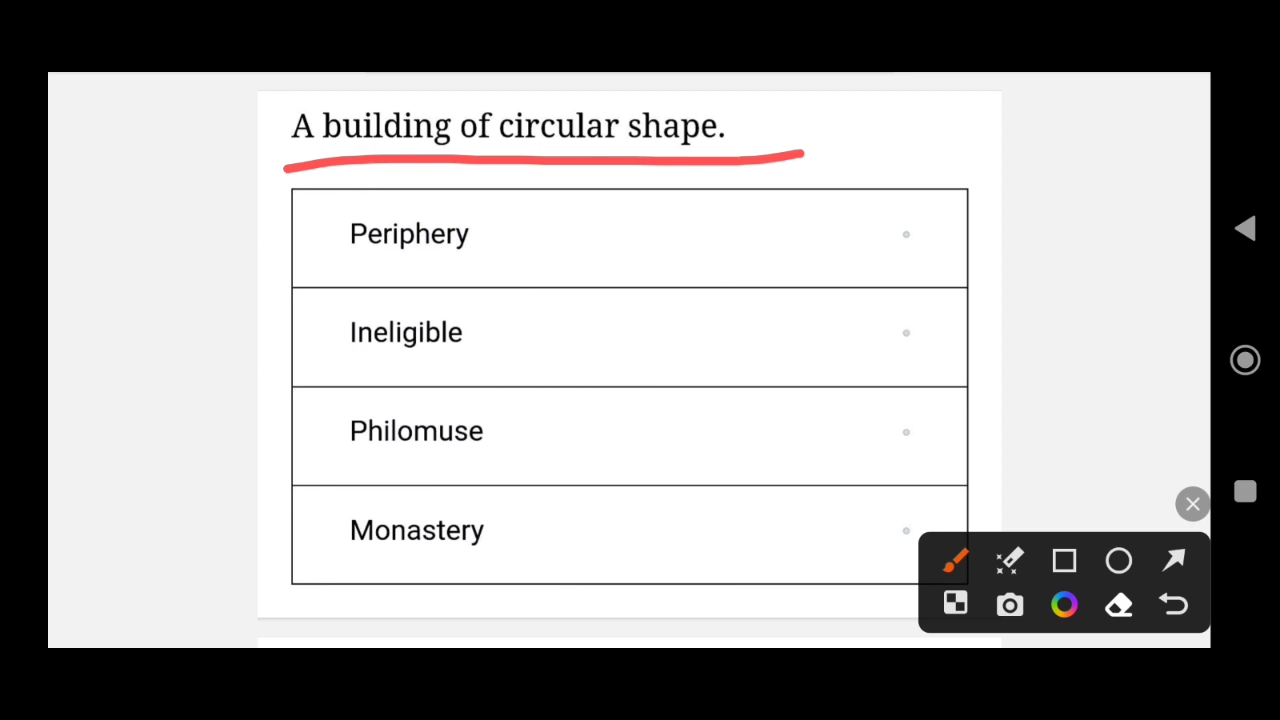 A building of circular shape.
Periphery
Ineligible
Philomuse
Monastery